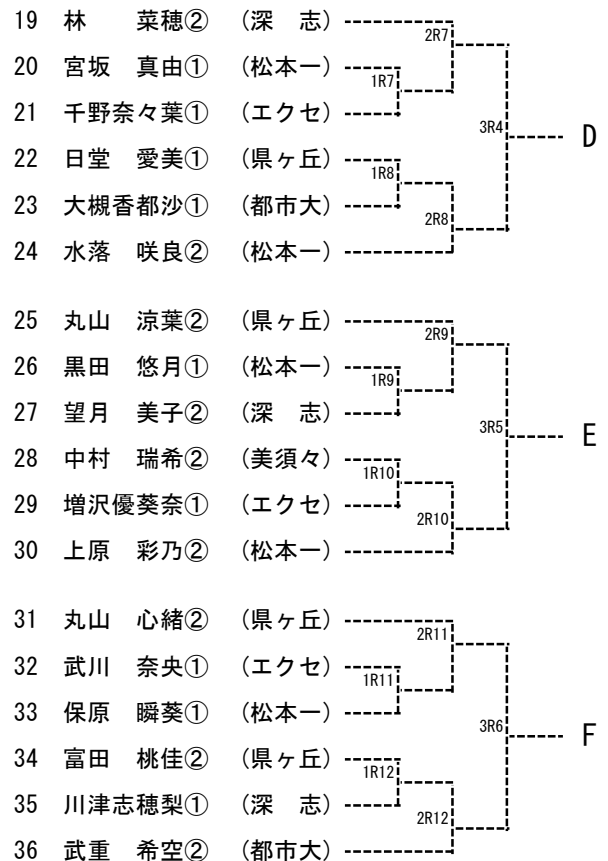 19 林　　菜穂② （深　志） 2R7
20 宮坂　真由① （松本一） 1R7
21 千野奈々葉① （エクセ） 3R4 D
22 日堂　愛美① （県ヶ丘） 1R8
23 大槻香都沙① （都市大） 2R8
24 水落　咲良② （松本一）
25 丸山　涼葉② （県ヶ丘） 2R9
26 黒田　悠月① （松本一） 1R9
27 望月　美子② （深　志） 3R5 E
28 中村　瑞希② （美須々） 1R10
29 増沢優葵奈① （エクセ） 2R10
30 上原　彩乃② （松本一）
31 丸山　心緒② （県ヶ丘） 2R11
32 武川　奈央① （エクセ） 1R11
33 保原　瞬葵① （松本一） 3R6 F
34 富田　桃佳② （県ヶ丘） 1R12
35 川津志穂梨① （深　志） 2R12
36 武重　希空② （都市大）